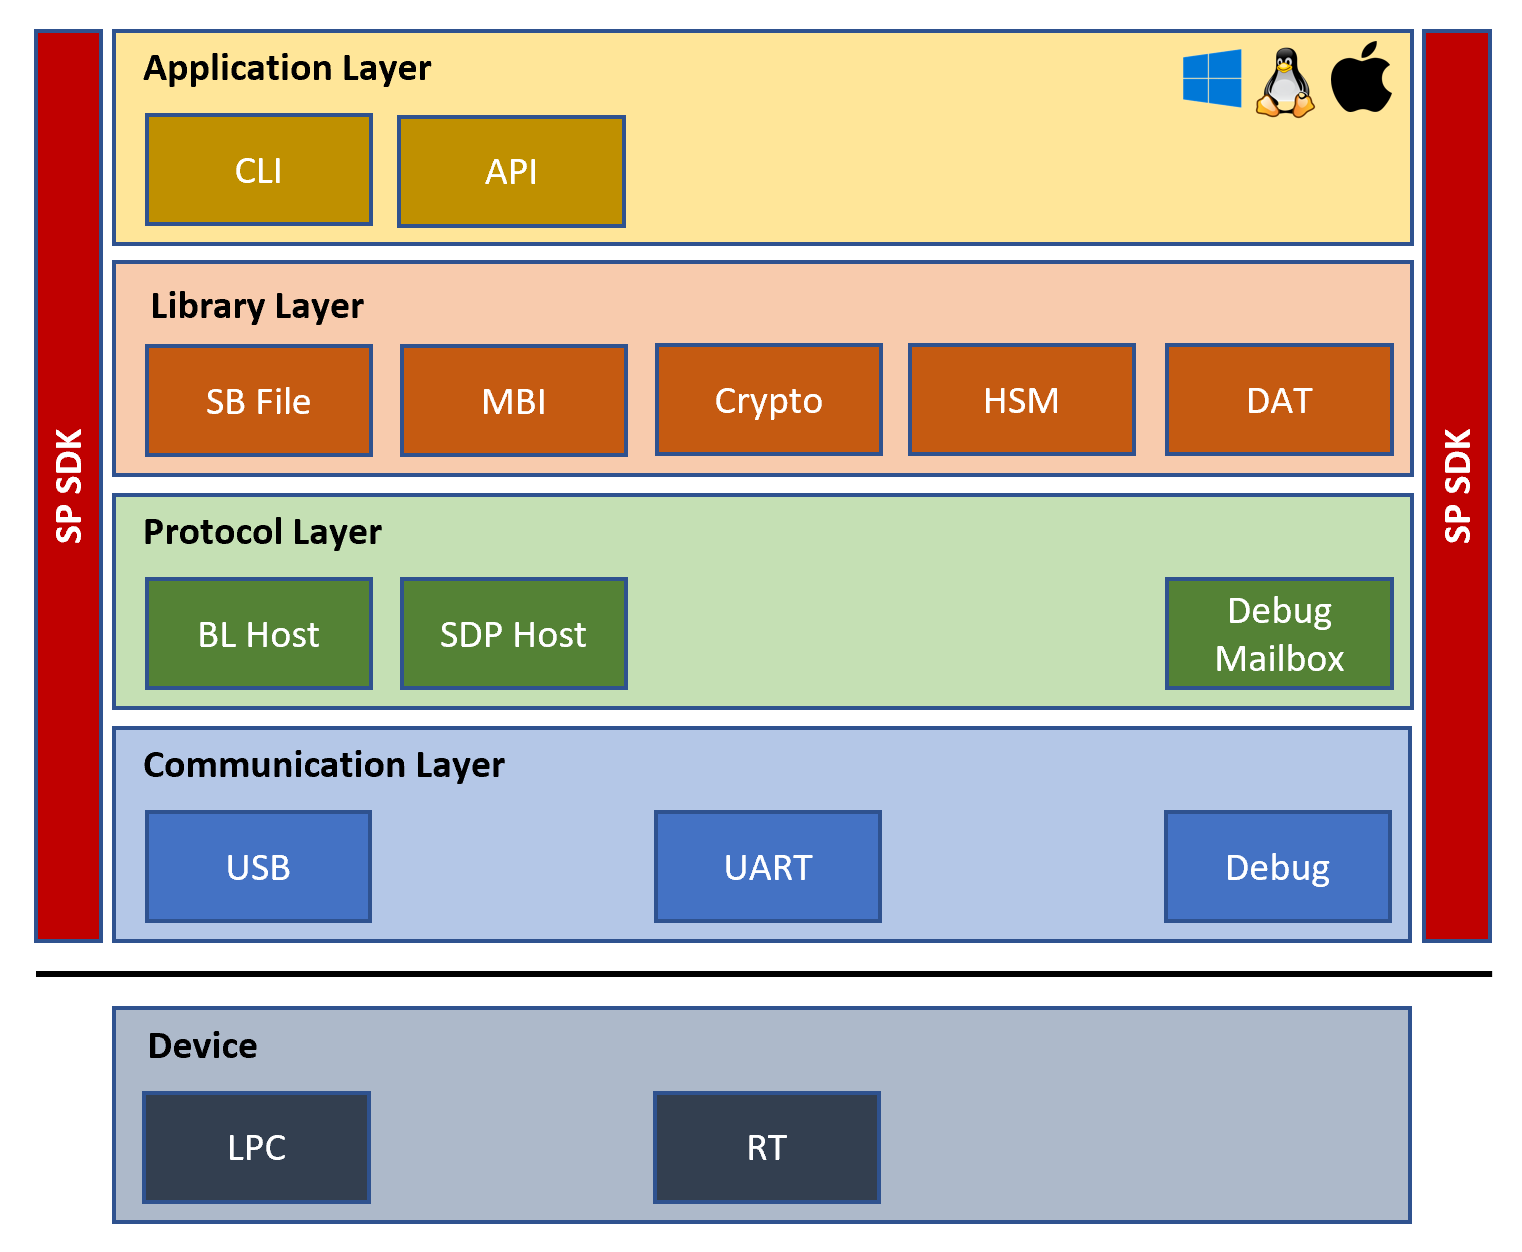 Application Layer
CLI
API
Library Layer
SB File
MBI
Crypto
HSM
DAT
SP SDK
SP SDK
Protocol Layer
BL Host
SDP Host
Debug
Mailbox
Communication Layer
USB
UART
Debug
Device
LPC
RT